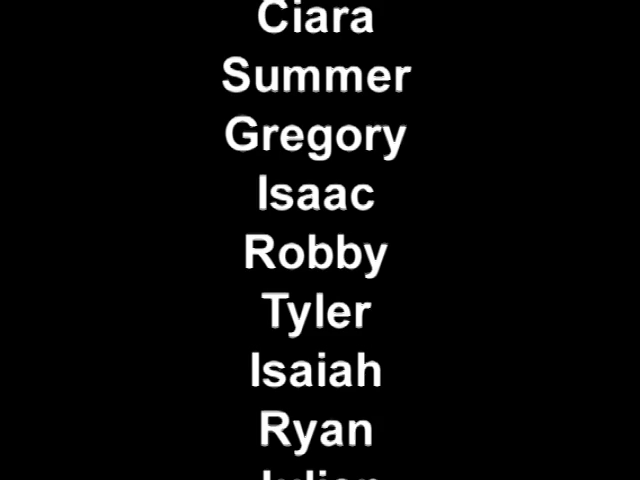 Ciara
Summer
Gregory
Isaac
Robby
Tyler
Isaiah
Ryan